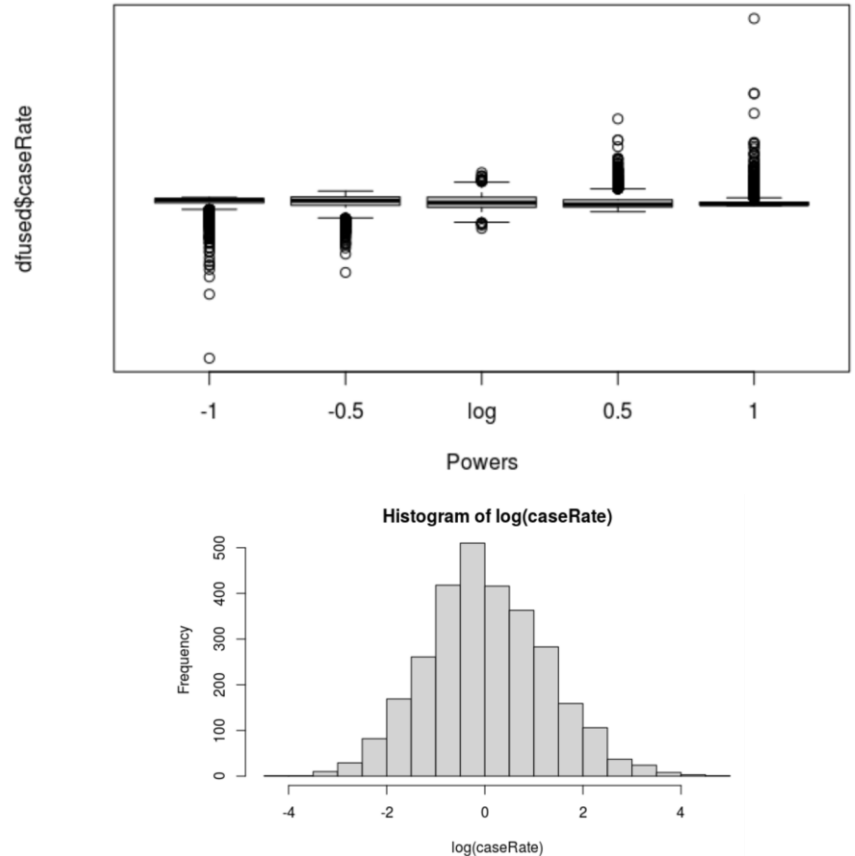 dfused$caseRate
-1 -0.5 log 0.5 1
Powers
Histogram of log(caseRate)
Frequency
500
400
300
200
100
0
-4 -2 0 2 4
log(caseRate)